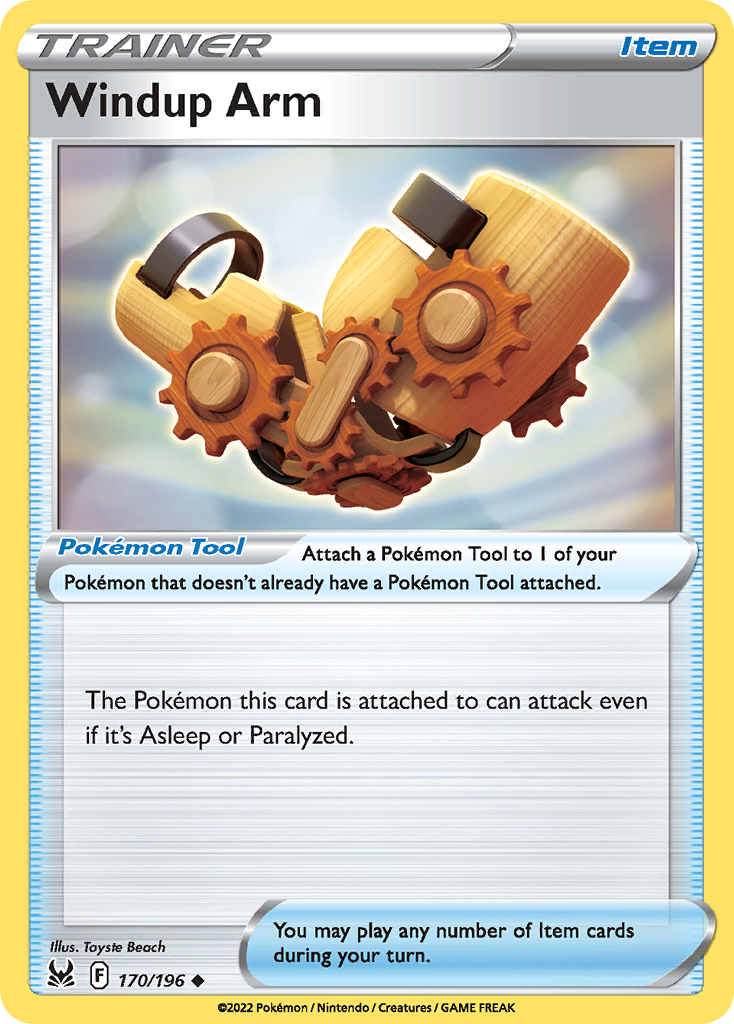 TRAINER
Item
Windup Arm
Pokémon Tool
Attach a Pokémon Tool to 1 of your
Pokémon that doesn't already have a Pokémon Tool attached.
The Pokémon this card is attached to can attack even
if it's Asleep or Paralyzed.
You may play any number of Item cards
during your turn.
Illus. Toyste Beach
F 170/196
©2022 Pokémon / Nintendo / Creatures / GAME FREAK